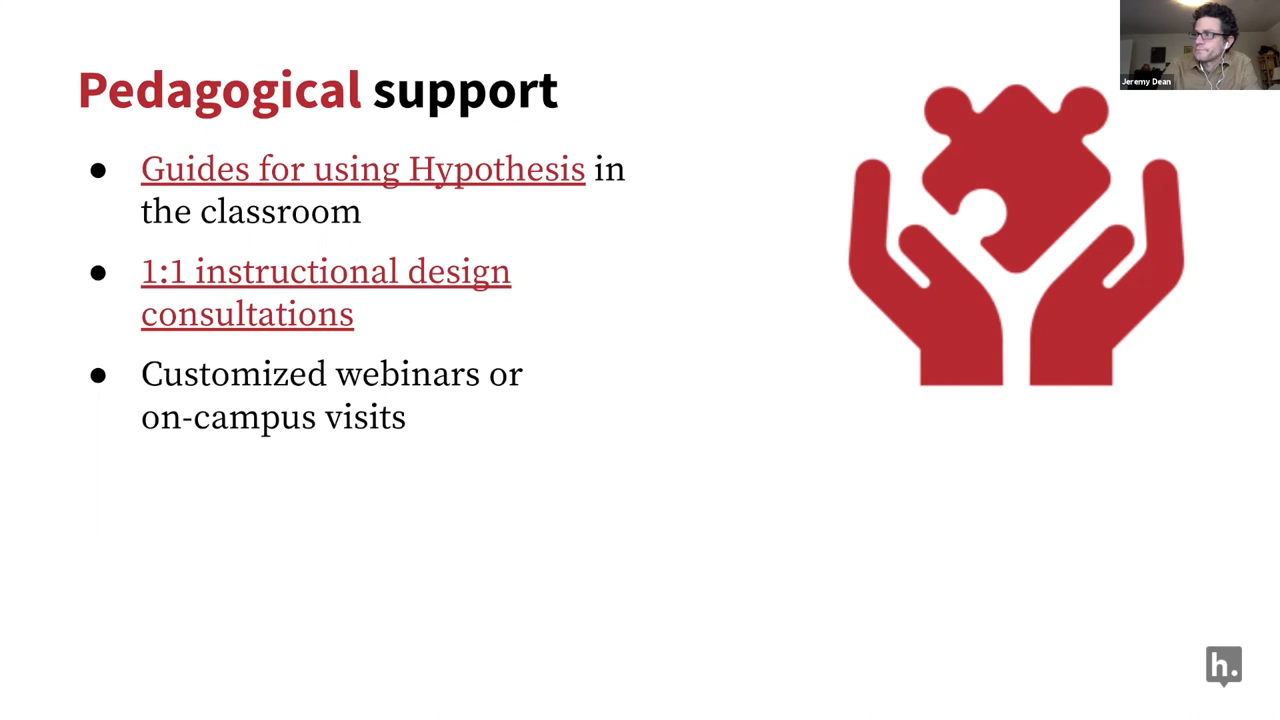 Jeremy Dean
Pedagogical support
● Guides for using Hypothesis in
the classroom
● 1:1 instructional design
consultations
● Customized webinars or
on-campus visits
h.